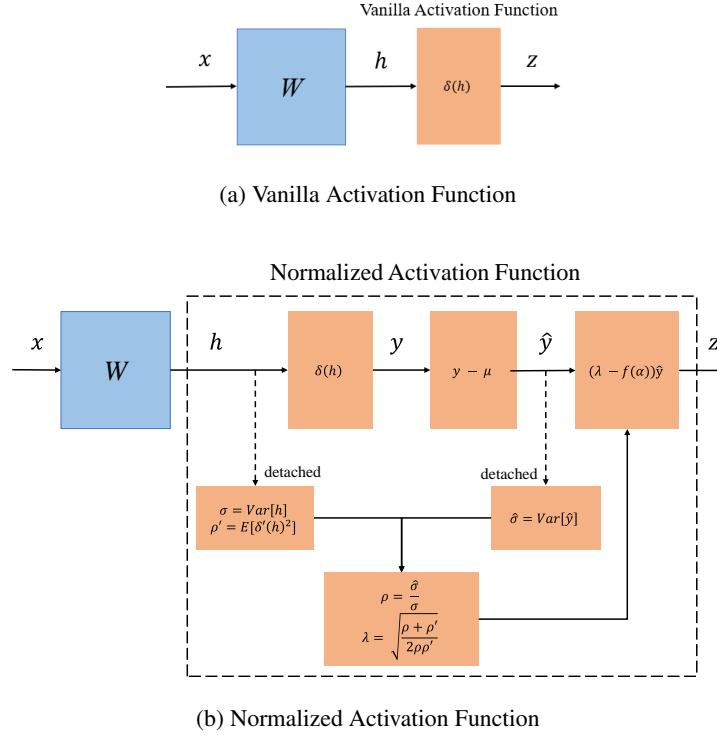 Vanilla Activation Function
x
W
h
δ(h)
z
(a) Vanilla Activation Function
Normalized Activation Function
x
W
h
δ(h)
y
y − μ
ŷ
(λ − f(α))ŷ
z
detached
detached
σ = Var[h]
ρ′ = E[δ′(h)²]
σ̂ = Var[ŷ]
ρ = σ̂/σ
λ = √((ρ + ρ′)/(2ρρ′))
(b) Normalized Activation Function